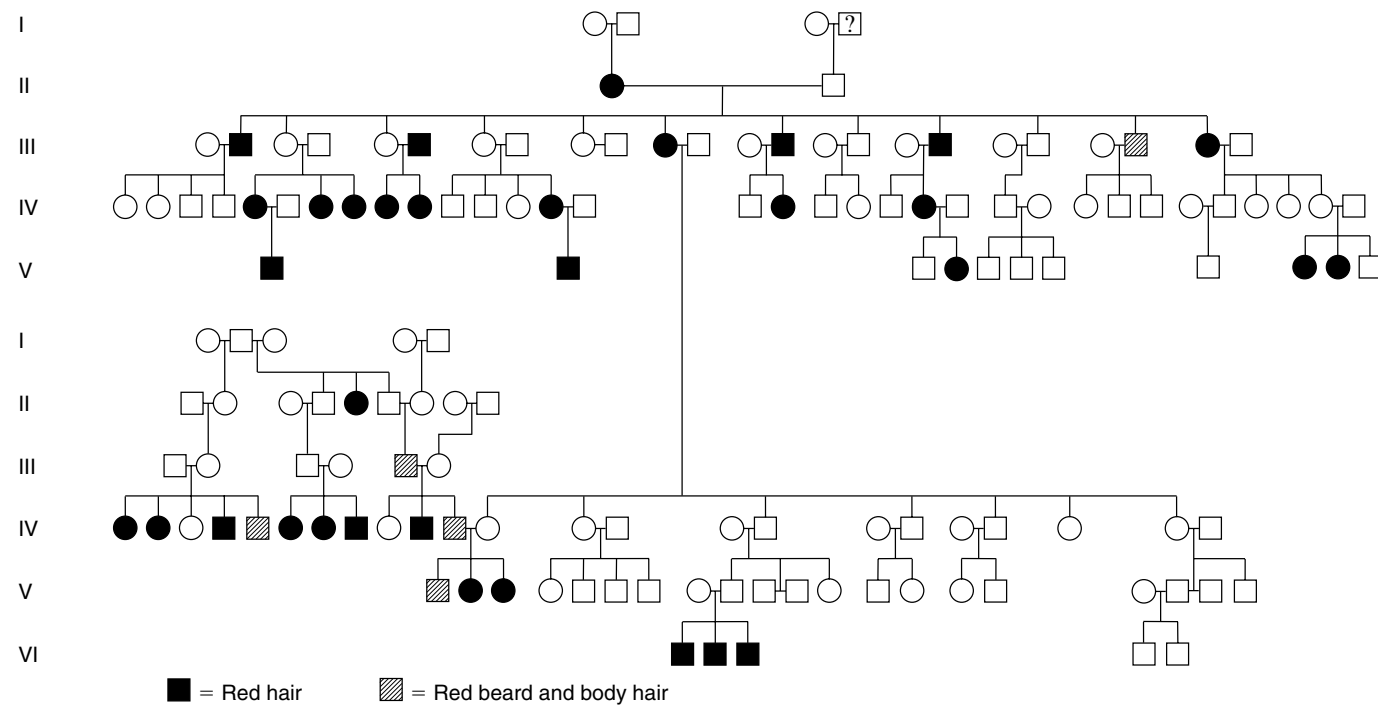 I
?
II
III
IV
V
I
II
III
IV
V
VI
= Red hair
= Red beard and body hair